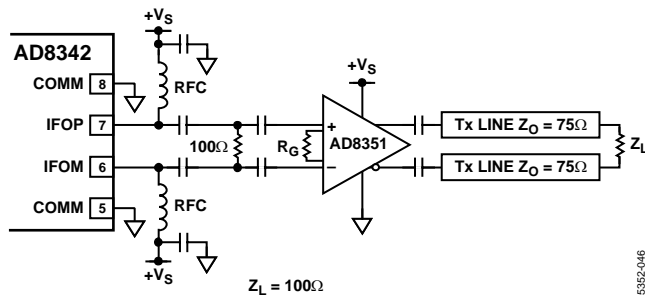 +VS
AD8342
COMM 8
RFC
+VS
IFOP 7
100Ω
RG
+
−
AD8351
Tx LINE ZO = 75Ω
ZL
IFOM 6
Tx LINE ZO = 75Ω
COMM 5
RFC
+VS
ZL = 100Ω
5352-046